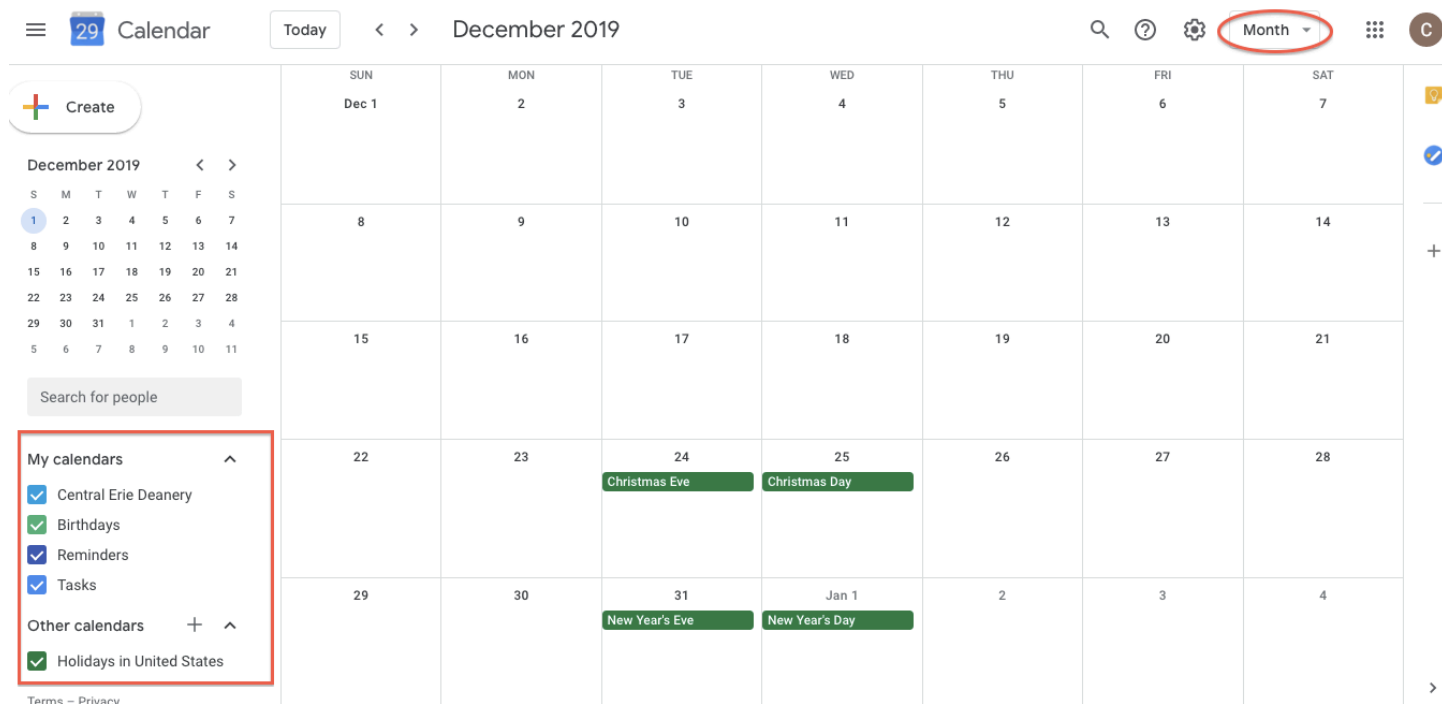 29 Calendar Today December 2019 Month C
Create
December 2019
S M T W T F S
1 2 3 4 5 6 7
8 9 10 11 12 13 14
15 16 17 18 19 20 21
22 23 24 25 26 27 28
29 30 31 1 2 3 4
5 6 7 8 9 10 11
Search for people
My calendars
Central Erie Deanery
Birthdays
Reminders
Tasks
Other calendars
Holidays in United States
Terms – Privacy
SUN MON TUE WED THU FRI SAT
Dec 1 2 3 4 5 6 7
8 9 10 11 12 13 14
15 16 17 18 19 20 21
22 23 24 25 26 27 28
Christmas Eve Christmas Day
29 30 31 Jan 1 2 3 4
New Year's Eve New Year's Day